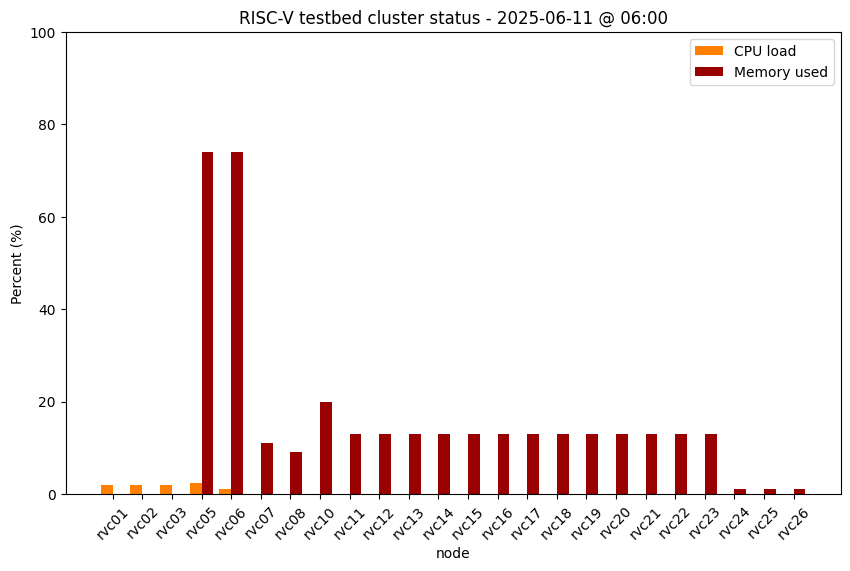 RISC-V testbed cluster status - 2025-06-11 @ 06:00
CPU load
Memory used
Percent (%)
100
80
60
40
20
0
rvc01 rvc02 rvc03 rvc05 rvc06 rvc07 rvc08 rvc10 rvc11 rvc12 rvc13 rvc14 rvc15 rvc16 rvc17 rvc18 rvc19 rvc20 rvc21 rvc22 rvc23 rvc24 rvc25 rvc26
node